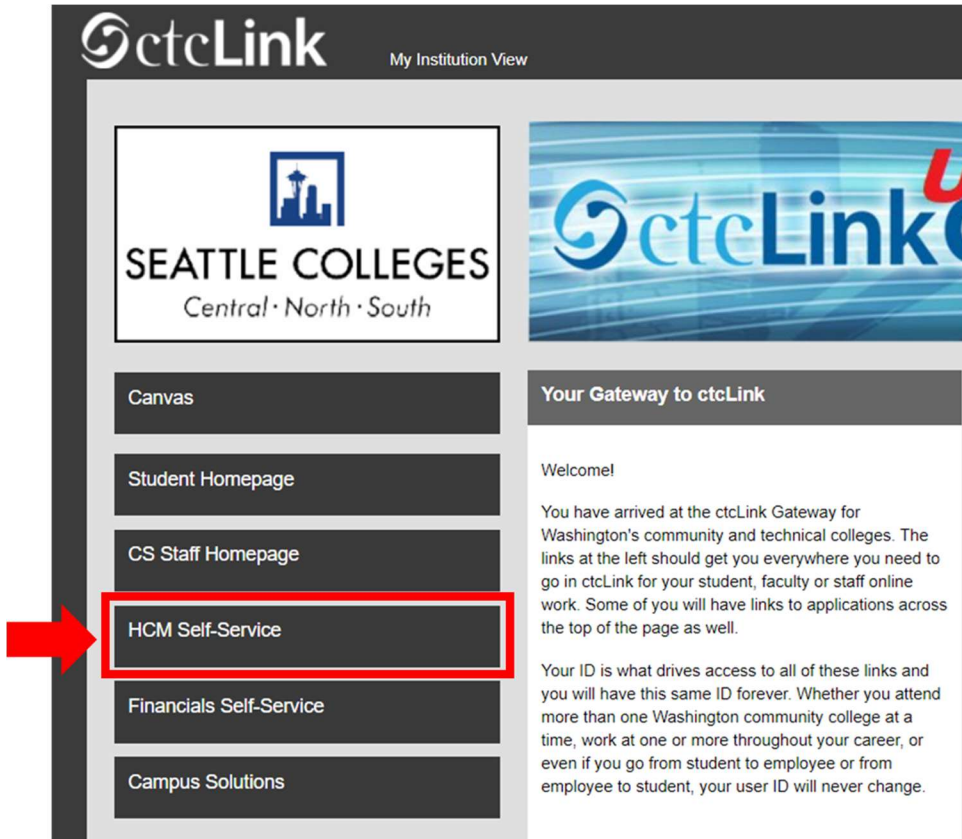 ctcLink
My Institution View
SEATTLE COLLEGES
Central · North · South
ctcLink
Canvas
Student Homepage
CS Staff Homepage
HCM Self-Service
Financials Self-Service
Campus Solutions
Your Gateway to ctcLink
Welcome!
You have arrived at the ctcLink Gateway for
Washington's community and technical colleges. The
links at the left should get you everywhere you need to
go in ctcLink for your student, faculty or staff online
work. Some of you will have links to applications across
the top of the page as well.
Your ID is what drives access to all of these links and
you will have this same ID forever. Whether you attend
more than one Washington community college at a
time, work at one or more throughout your career, or
even if you go from student to employee or from
employee to student, your user ID will never change.